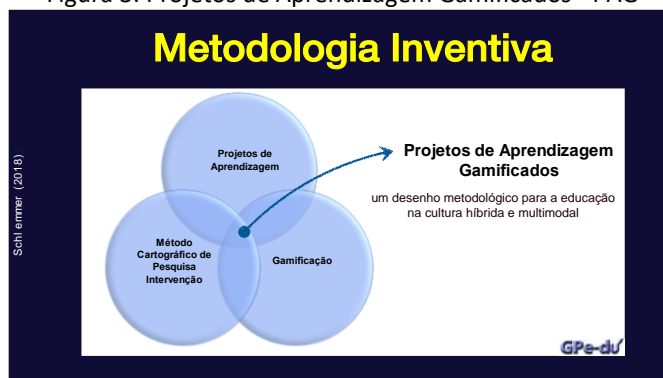 Metodologia Inventiva
Schlemmer (2018)
Projetos de
Aprendizagem
Método
Cartográfico de
Pesquisa
Intervenção
Gamificação
Projetos de Aprendizagem
Gamificados
um desenho metodológico para a educação
na cultura híbrida e multimodal
GPe-du